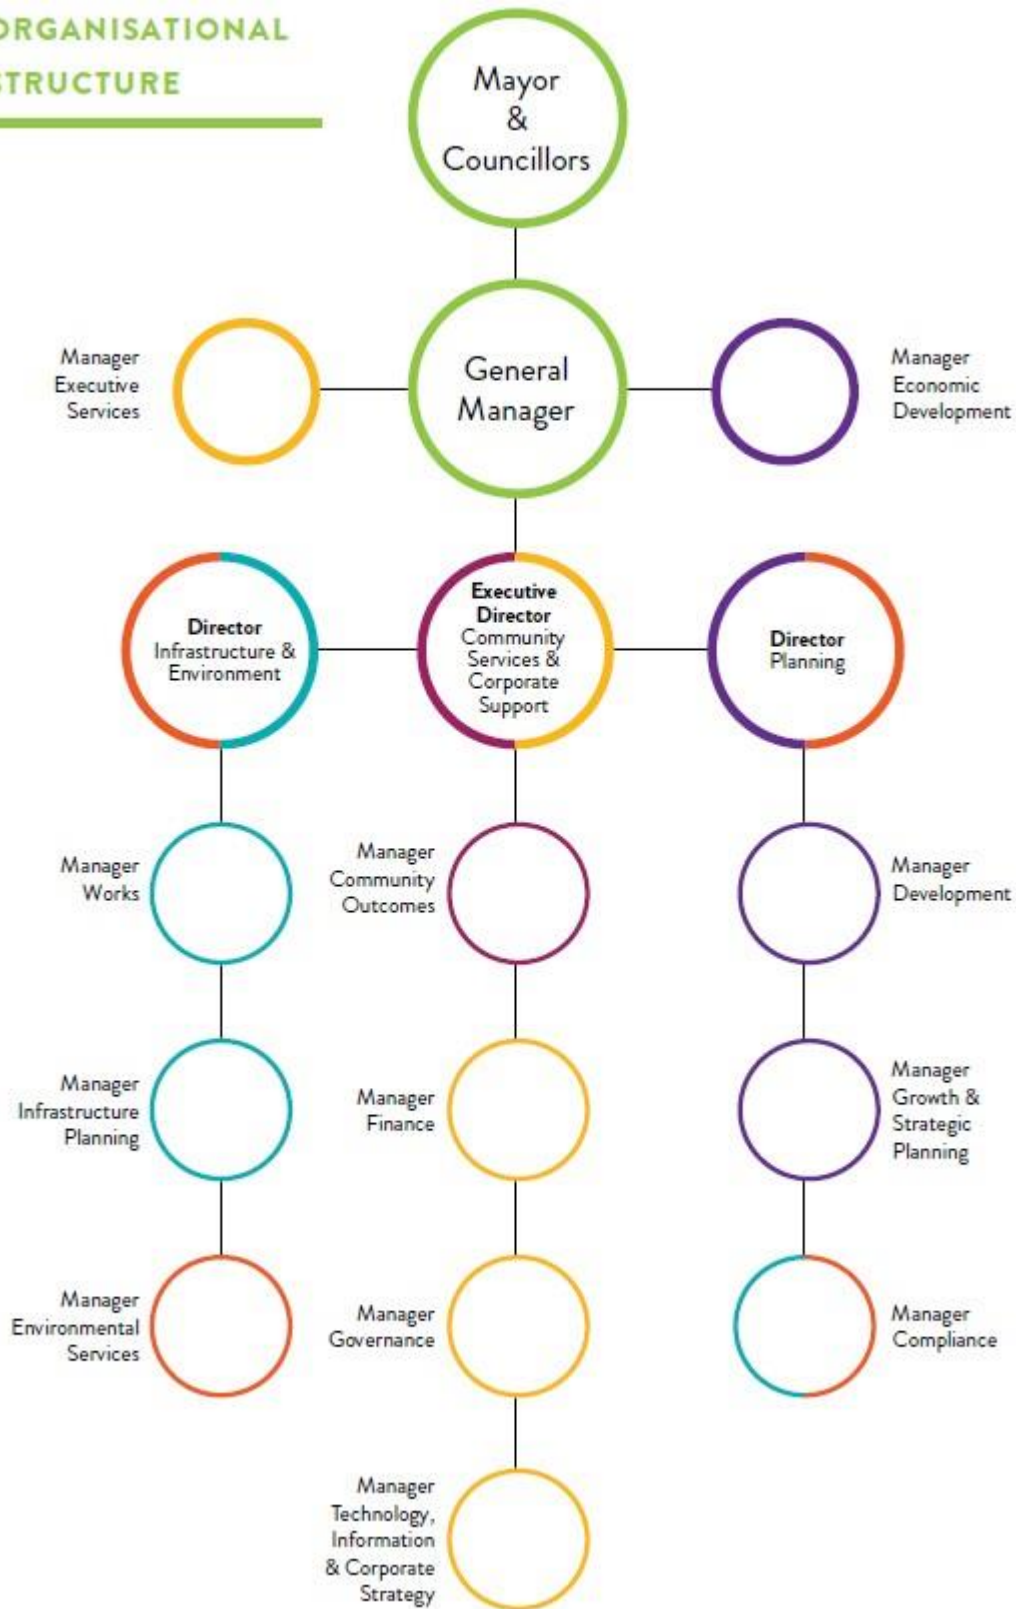 ORGANISATIONAL
STRUCTURE
Mayor
&
Councillors
Manager
Executive
Services
General
Manager
Manager
Economic
Development
Director
Infrastructure &
Environment
Executive
Director
Community
Services &
Corporate
Support
Director
Planning
Manager
Works
Manager
Community
Outcomes
Manager
Development
Manager
Infrastructure
Planning
Manager
Finance
Manager
Growth &
Strategic
Planning
Manager
Environmental
Services
Manager
Governance
Manager
Compliance
Manager
Technology,
Information
& Corporate
Strategy